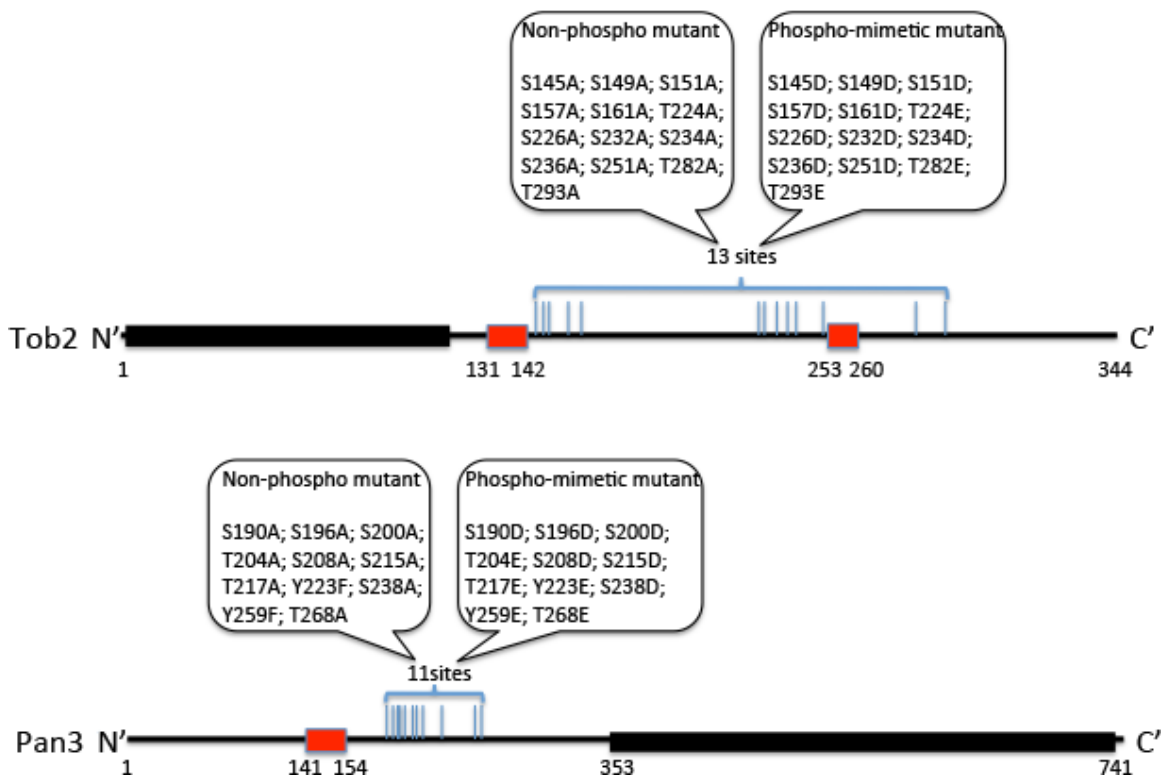 Non-phospho mutant
S145A; S149A; S151A;
S157A; S161A; T224A;
S226A; S232A; S234A;
S236A; S251A; T282A;
T293A
Phospho-mimetic mutant
S145D; S149D; S151D;
S157D; S161D; T224E;
S226D; S232D; S234D;
S236D; S251D; T282E;
T293E
13 sites
Tob2 N’ C’
1 131 142 253 260 344
Non-phospho mutant
S190A; S196A; S200A;
T204A; S208A; S215A;
T217A; Y223F; S238A;
Y259F; T268A
Phospho-mimetic mutant
S190D; S196D; S200D;
T204E; S208D; S215D;
T217E; Y223E; S238D;
Y259E; T268E
11sites
Pan3 N’ C’
1 141 154 353 741